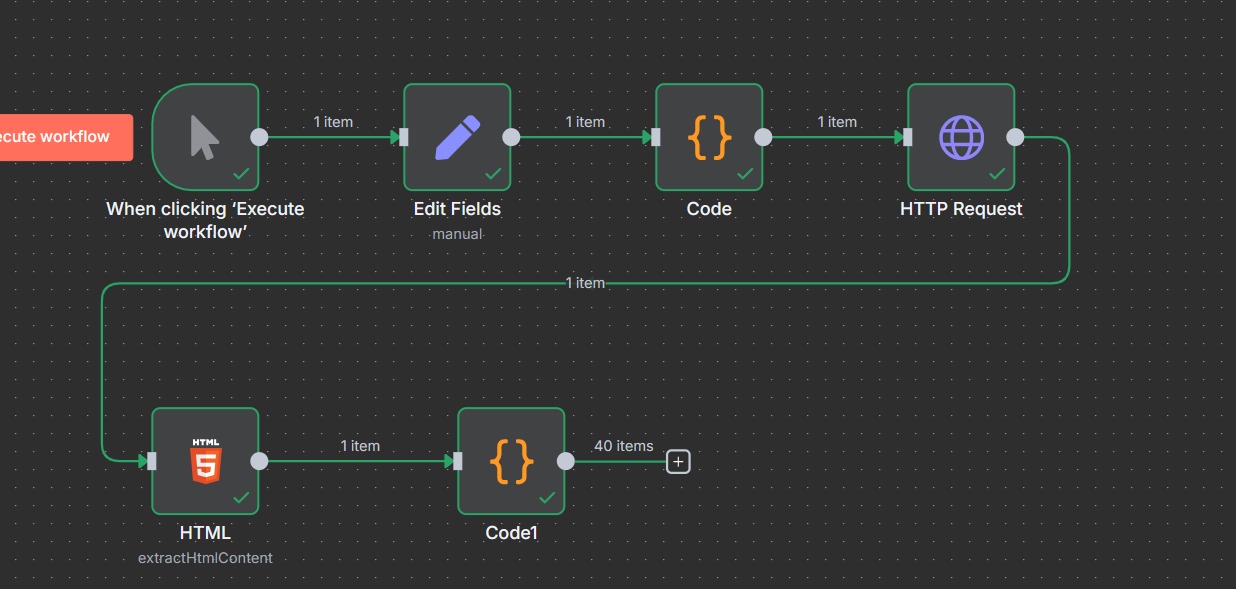 ecute workflow
1 item
1 item
1 item
When clicking ‘Execute
workflow’
Edit Fields
manual
Code
HTTP Request
1 item
HTML
5
1 item
40 items
HTML
extractHtmlContent
Code1